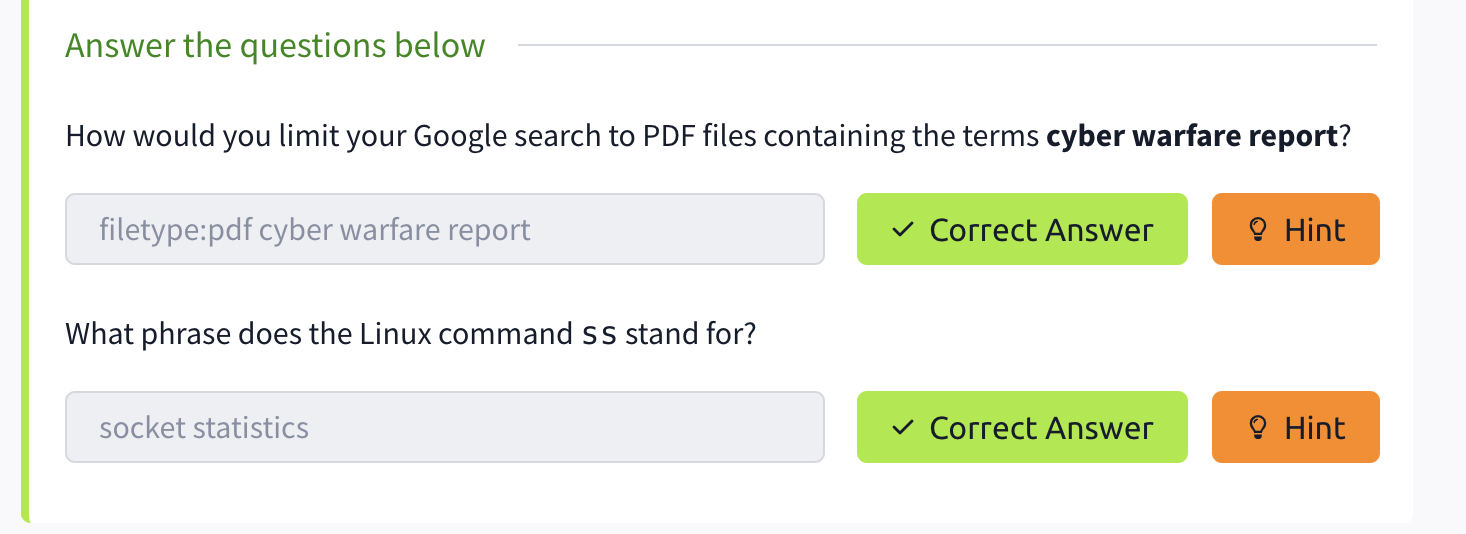 Answer the questions below
How would you limit your Google search to PDF files containing the terms cyber warfare report?
filetype:pdf cyber warfare report
Correct Answer
Hint
What phrase does the Linux command ss stand for?
socket statistics
Correct Answer
Hint